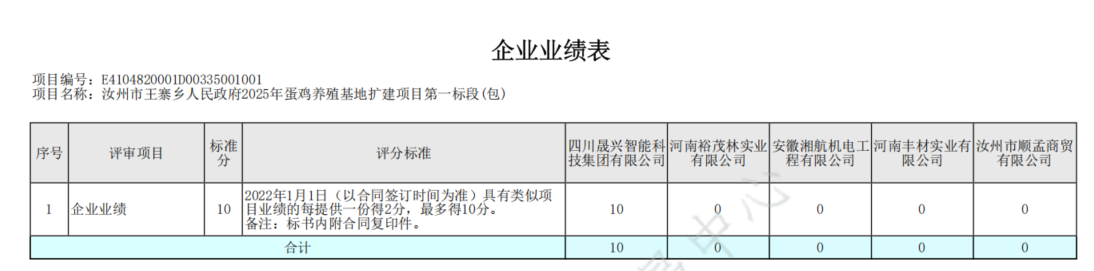 企业业绩表
项目编号：E4104820001D00335001001
项目名称：汝州市王寨乡人民政府2025年蛋鸡养殖基地扩建项目第一标段(包)
序号 评审项目 标准分 评分标准 四川晟兴智能科技集团有限公司 河南裕茂林实业有限公司 安徽湘航机电工程有限公司 河南丰材实业有限公司 汝州市顺孟商贸有限公司
1 企业业绩 10 2022年1月1日（以合同签订时间为准）具有类似项目业绩的每提供一份得2分，最多得10分。
备注：标书内附合同复印件。 10 0 0 0 0
合计 10 0 0 0 0
中心